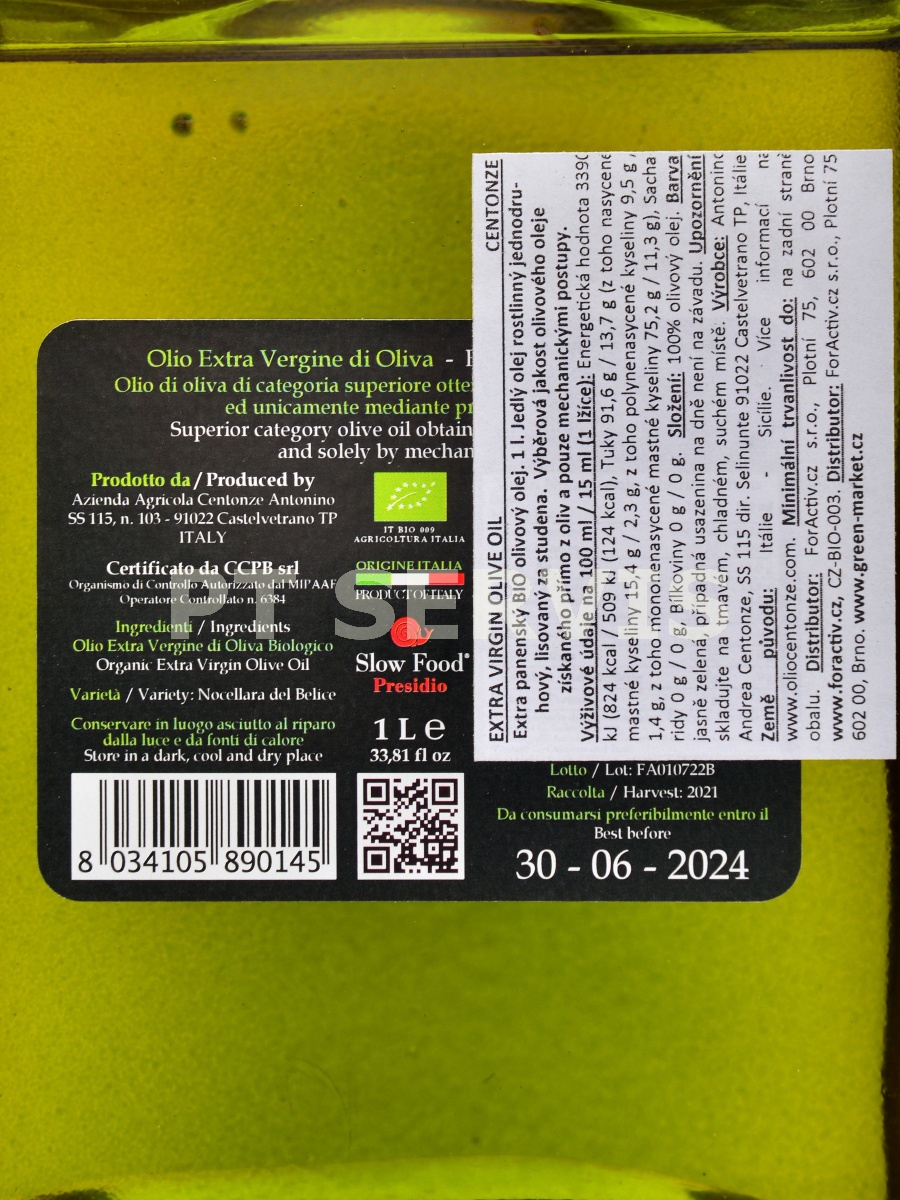 Olio Extra Vergine di Oliva -
Olio di oliva di categoria superiore
ed unicamente mediante
Superior category olive oil
and solely by
Prodotto da / Produced by
Azienda Agricola Centonze Antonino
SS 115, n. 103 - 91022 Castelvetrano TP
ITALY
Certificato da CCPB srl
Organismo di Controllo Autorizzato dal MIPAAF
Operatore Controllato n. 6384
Ingredienti / Ingredients
Olio Extra Vergine di Oliva Biologico
Organic Extra Virgin Olive Oil
Varietà / Variety: Nocellara del Belice
Conservare in luogo asciutto al riparo
dalla luce e da fonti di calore
Store in a dark, cool and dry place
8 034105 890145
IT BIO 009
AGRICOLTURA ITALIA
ORIGINE ITALIA
PRODUCT OF ITALY
Slow Food®
Presidio
1 L e
33,81 fl oz
Lotto / Lot: FA010722B
Raccolta / Harvest: 2021
Da consumarsi preferibilmente entro il
Best before
30 - 06 - 2024
EXTRA VIRGIN OLIVE OIL CENTONZE
Extra panenský BIO olivový olej. 1 l. Jedlý olej rostlinný jednodru-
hový, lisovaný za studena. Výběrová jakost olivového oleje
získaného přímo z oliv a pouze mechanickými postupy.
Výživové údaje na 100 ml / 15 ml (1 lžíce): Energetická hodnota 3390
kJ (824 kcal / 509 kJ (124 kcal), Tuky 91,6 g / 13,7 g (z toho nasycené
mastné kyseliny 15,4 g / 2,3 g, z toho polynenasycené kyseliny 9,5 g /
1,4 g, z toho mononenasycené mastné kyseliny 75,2 g / 11,3 g), Sacha
ridy 0 g / 0 g, Bílkoviny 0 g / 0 g. Složení: 100% olivový olej. Barva
jasně zelená, případná usazenina na dně není na závadu. Upozornění
skladujte na tmavém, chladném, suchém místě. Výrobce: Antonino
Andrea Centonze, SS 115 dir. Selinunte 91022 Castelvetrano TP, Itálie
Země původu: Itálie - Sicílie. Více informací na
www.oliocentonze.com. Minimální trvanlivost do: na zadní straně
obalu. Distributor: ForActiv.cz s.r.o., Plotní 75, 602 00 Brno
www.foractiv.cz, CZ-BIO-003. Distributor: ForActiv.cz s.r.o., Plotní 75
602 00, Brno. www.green-market.cz